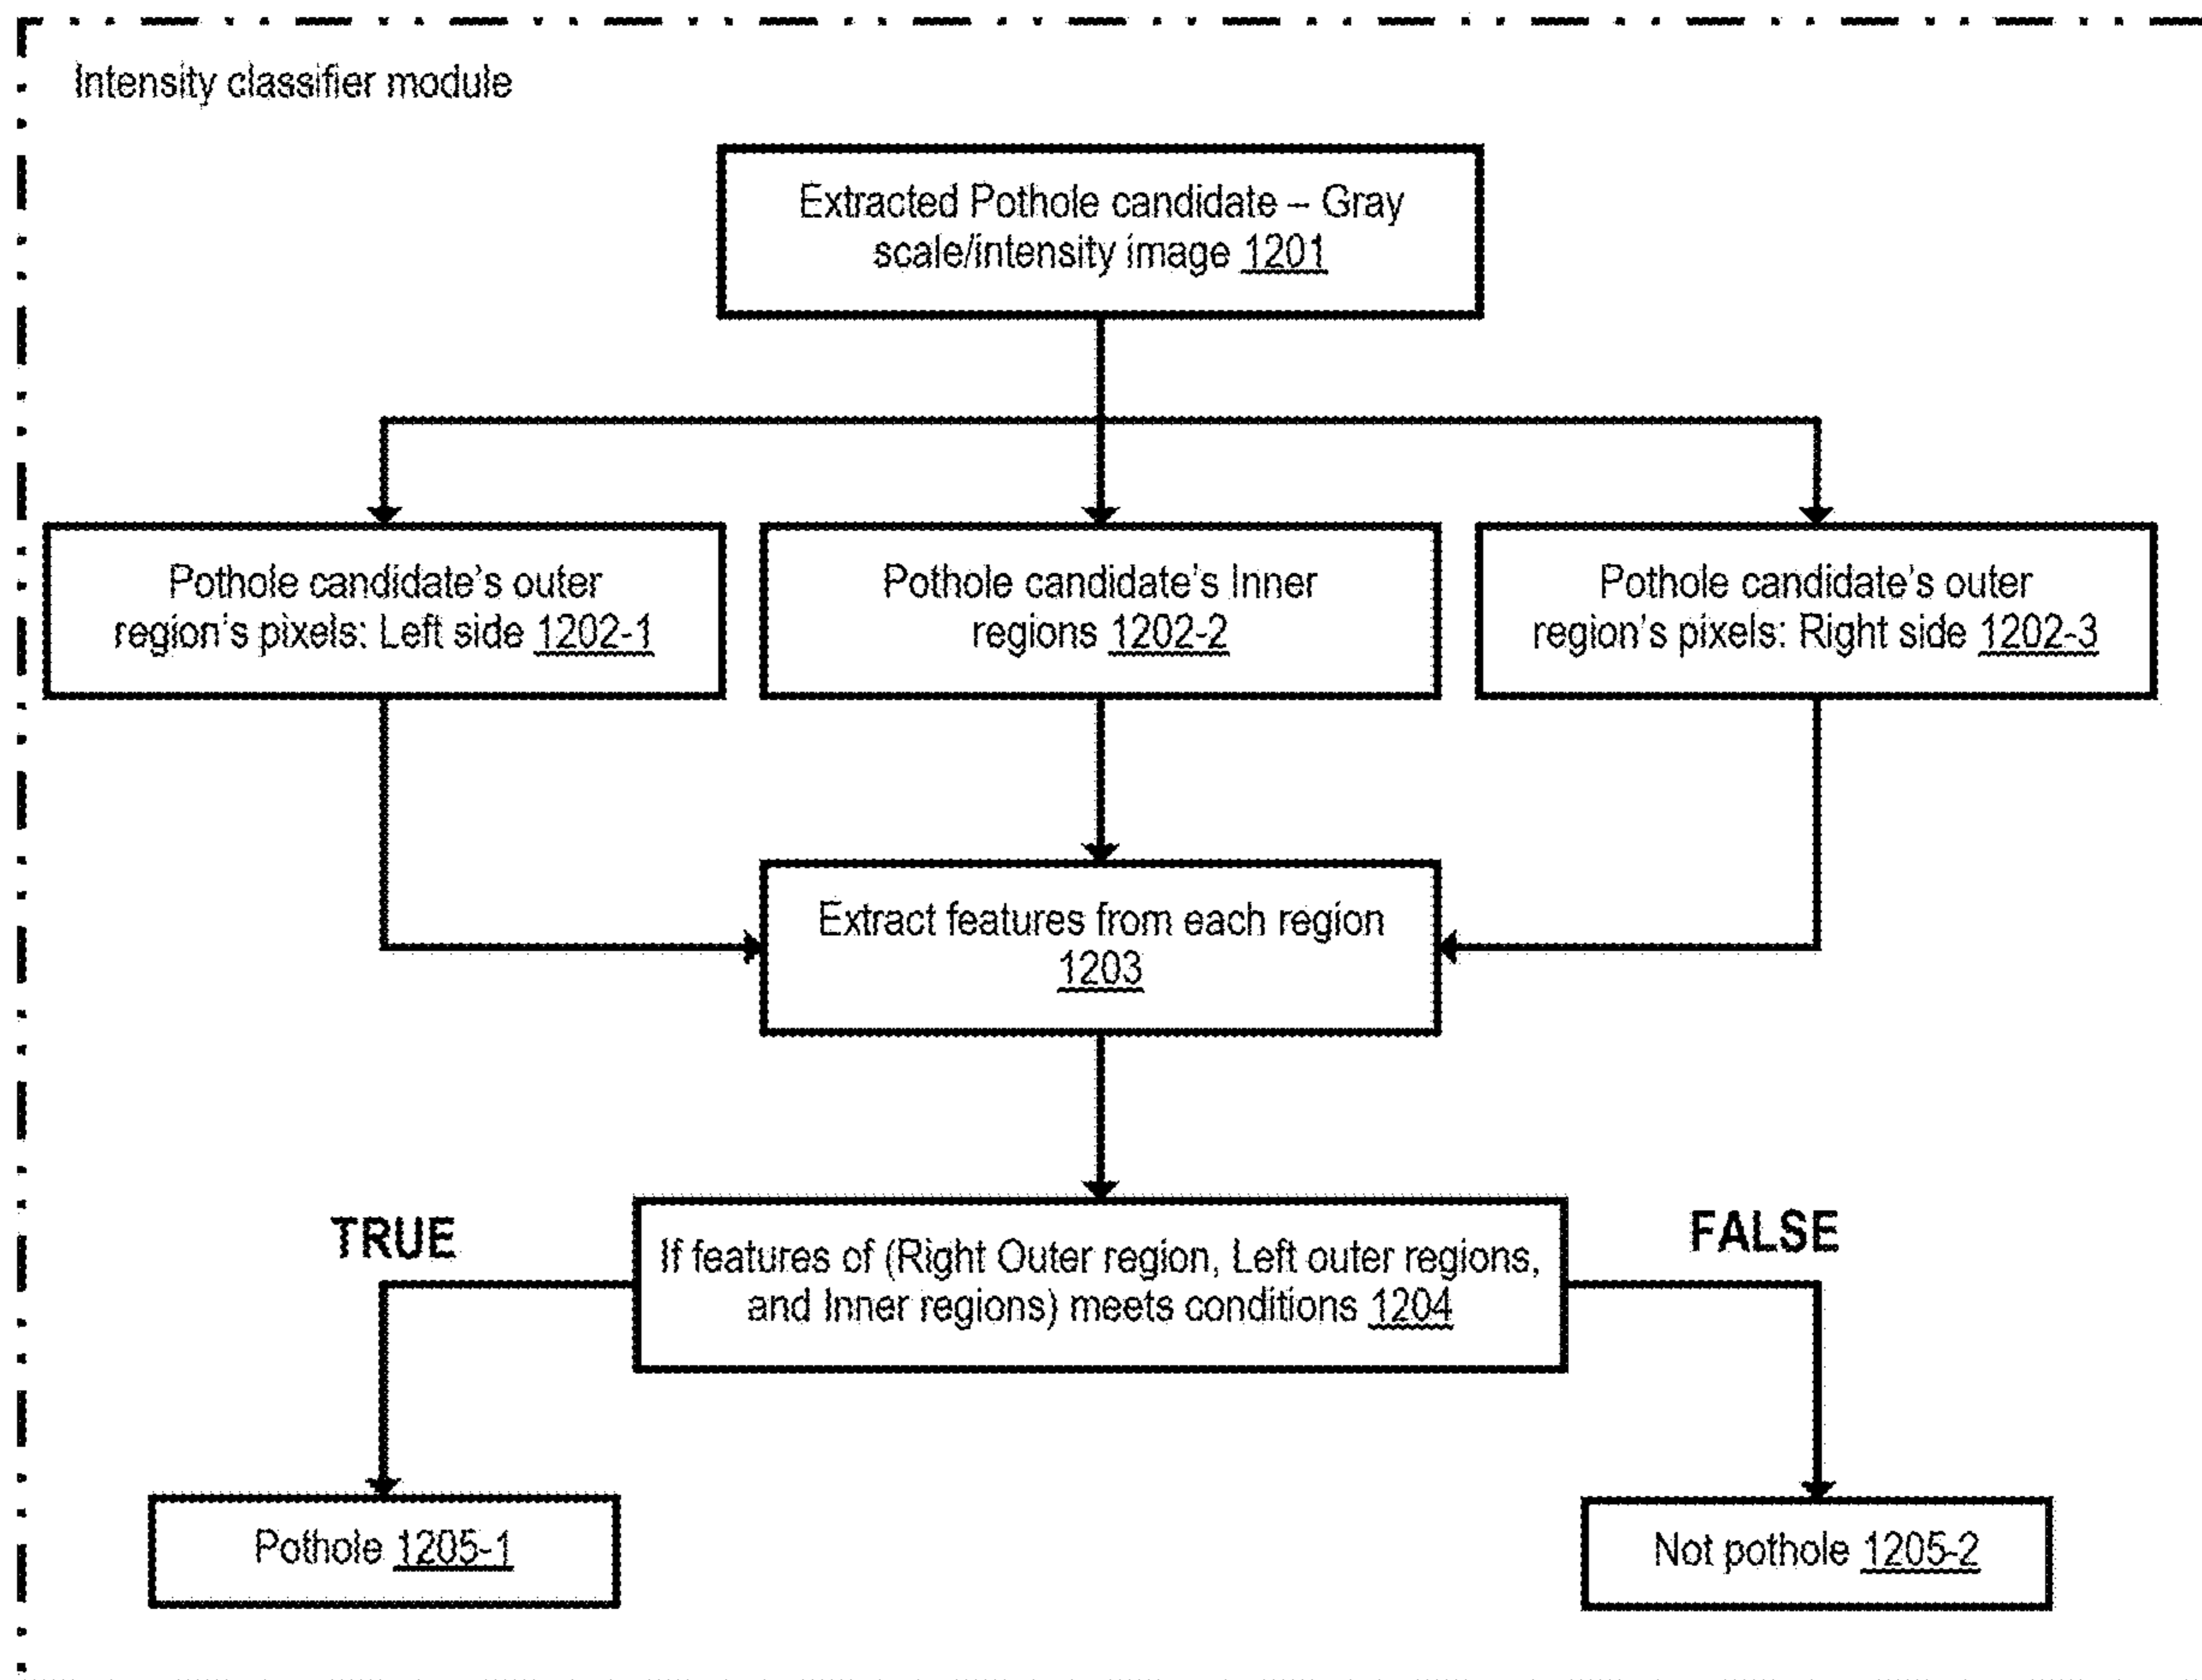 Intensity classifier module
Extracted Pothole candidate – Gray
scale/intensity image 1201
Pothole candidate's outer
region's pixels: Left side 1202-1
Pothole candidate's Inner
regions 1202-2
Pothole candidate's outer
region's pixels: Right side 1202-3
Extract features from each region
1203
TRUE
FALSE
If features of (Right Outer region, Left outer regions,
and Inner regions) meets conditions 1204
Pothole 1205-1
Not pothole 1205-2